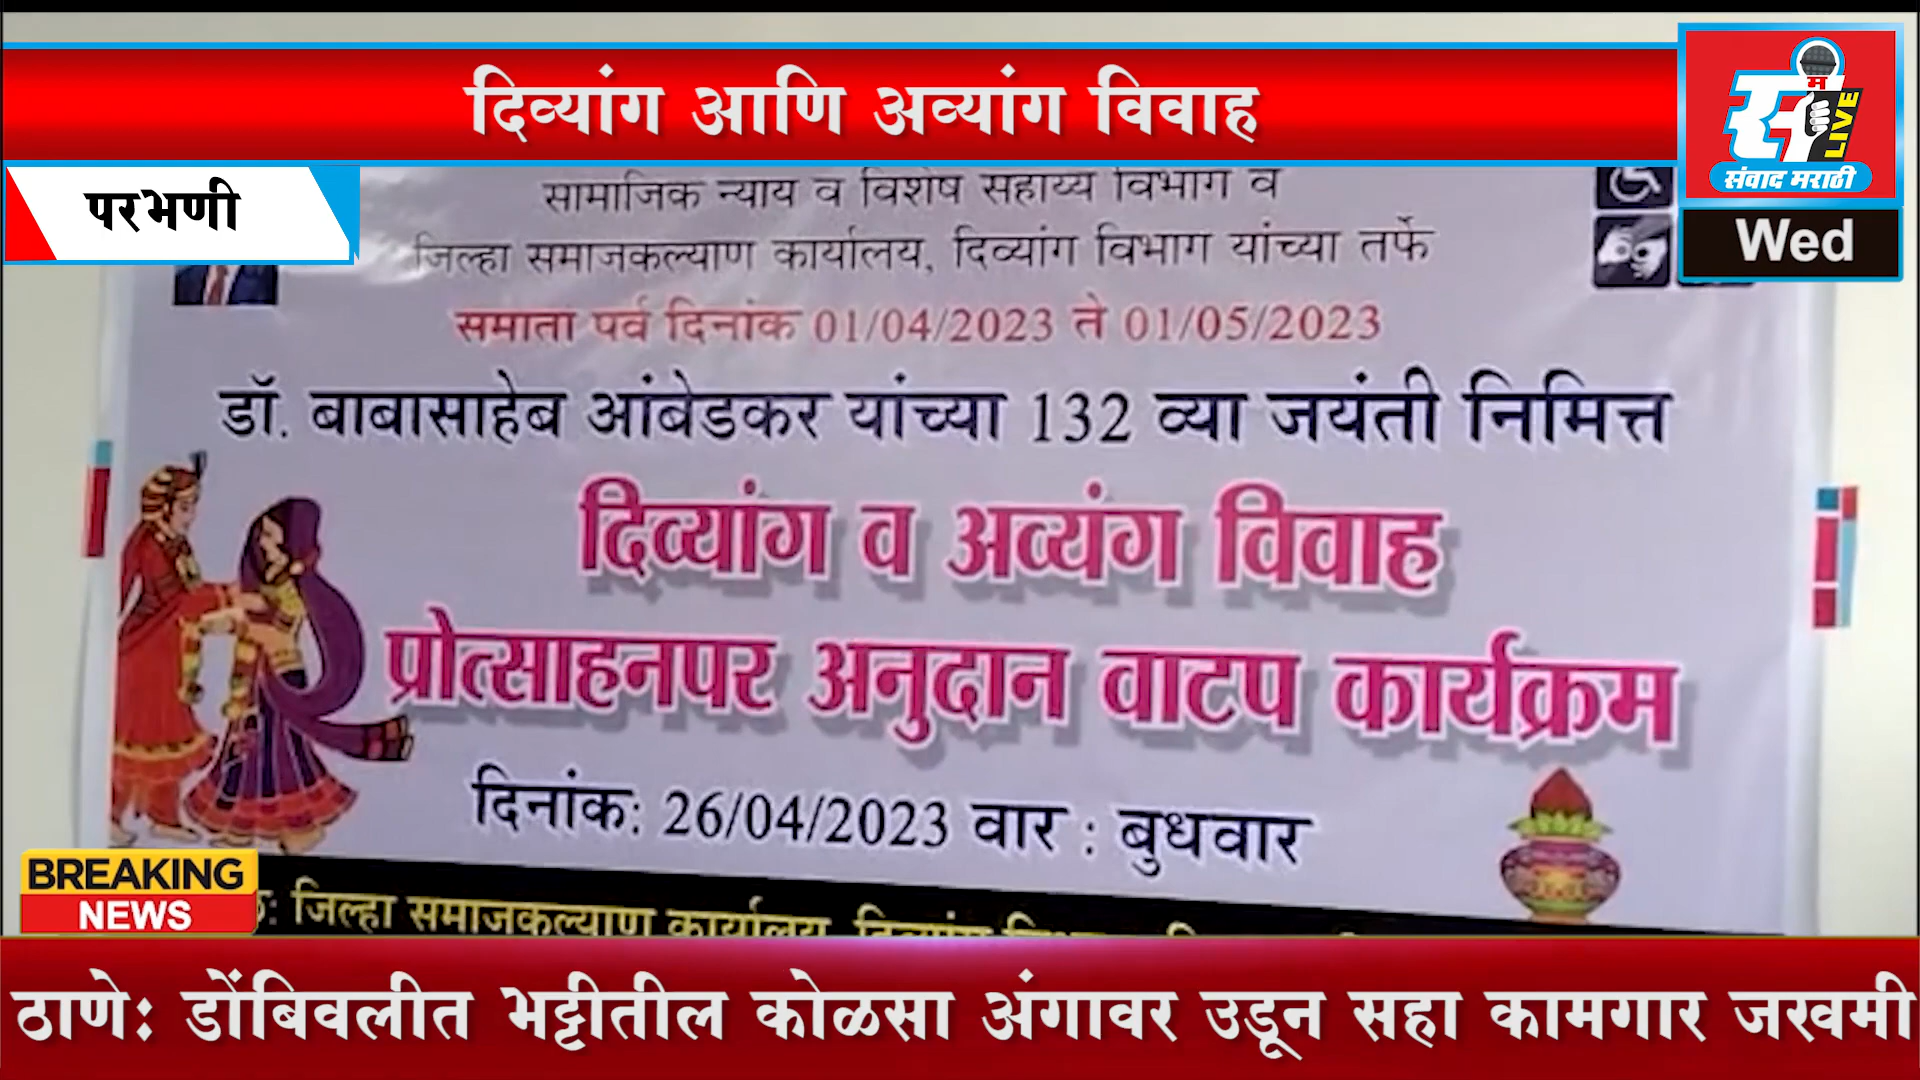 दिव्यांग आणि अव्यांग विवाह
स म LIVE
संवाद मराठी
Wed
परभणी
सामाजिक न्याय व विशेष सहाय्य विभाग व
जिल्हा समाजकल्याण कार्यालय, दिव्यांग विभाग यांच्या तर्फे
समाता पर्व दिनांक 01/04/2023 ते 01/05/2023
डॉ. बाबासाहेब आंबेडकर यांच्या 132 व्या जयंती निमित्त
दिव्यांग व अव्यंग विवाह
प्रोत्साहनपर अनुदान वाटप कार्यक्रम
दिनांक: 26/04/2023 वार : बुधवार
BREAKING
NEWS
जिल्हा समाजकल्याण कार्यालय, दिव्यांग
ठाणे: डोंबिवलीत भट्टीतील कोळसा अंगावर उडून सहा कामगार जखमी